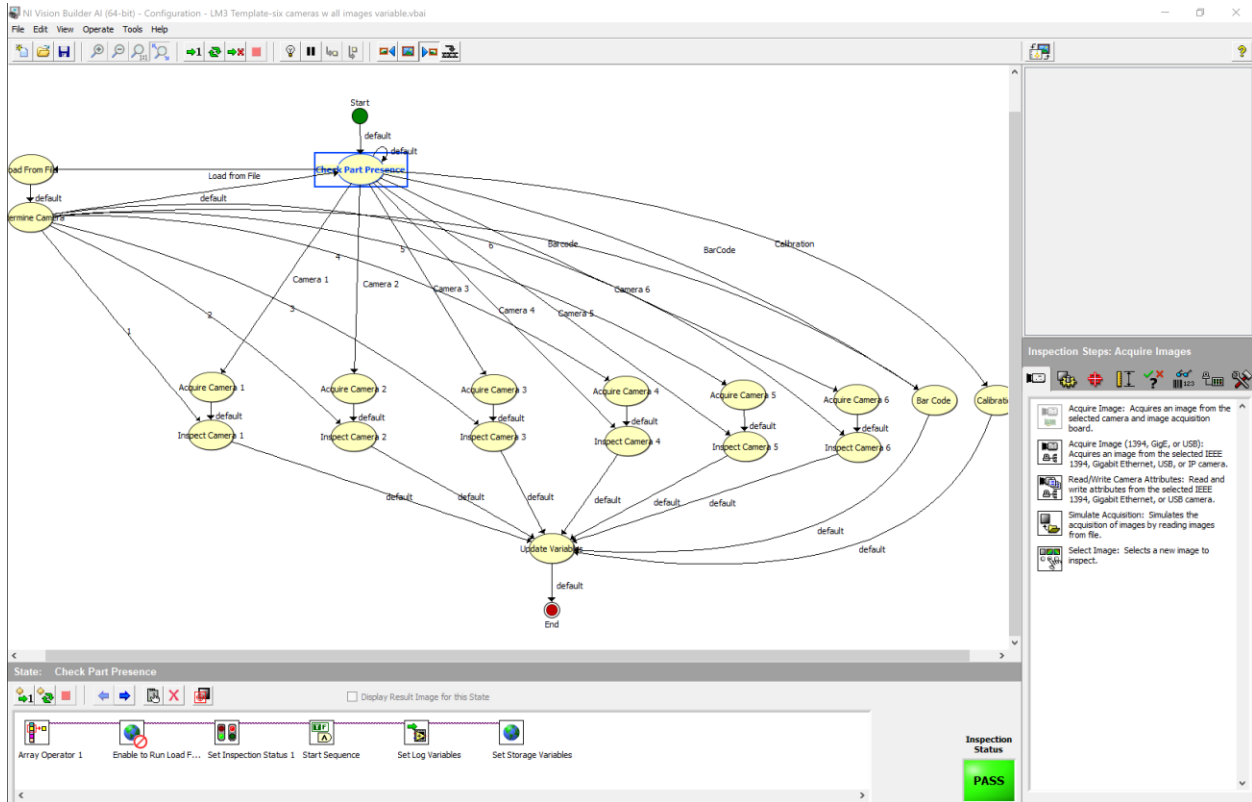 NI Vision Builder AI (64-bit) - Configuration - LM3 Template-six cameras w all images variable.vbai
File Edit View Operate Tools Help
Start
default
default
Check Part Presence
oad From File
Load from File
default
default
ermine Camera
6
Barcode
BarCode
Calibration
5
4
Camera 1
Camera 2
Camera 3
Camera 6
3
Camera 4
2
Camera 5
1
Acquire Camera 1
Acquire Camera 2
Acquire Camera 3
Acquire Camera 4
Acquire Camera 5
Acquire Camera 6
Bar Code
Calibratio
default
default
default
default
default
default
Inspect Camera 1
Inspect Camera 2
Inspect Camera 3
Inspect Camera 4
Inspect Camera 5
Inspect Camera 6
default
default
default
default
default
default
default
default
Update Variables
default
End
Inspection Steps: Acquire Images
Acquire Image: Acquires an image from the
selected camera and image acquisition
board.
Acquire Image (1394, GigE, or USB):
Acquires an image from the selected IEEE
1394, Gigabit Ethernet, USB, or IP camera.
Read/Write Camera Attributes: Read and
write attributes from the selected IEEE
1394, Gigabit Ethernet, or USB camera.
Simulate Acquisition: Simulates the
acquisition of images by reading images
from file.
Select Image: Selects a new image to
inspect.
State: Check Part Presence
Display Result Image for this State
Array Operator 1
Enable to Run Load F...
Set Inspection Status 1
Start Sequence
Set Log Variables
Set Storage Variables
Inspection
Status
PASS